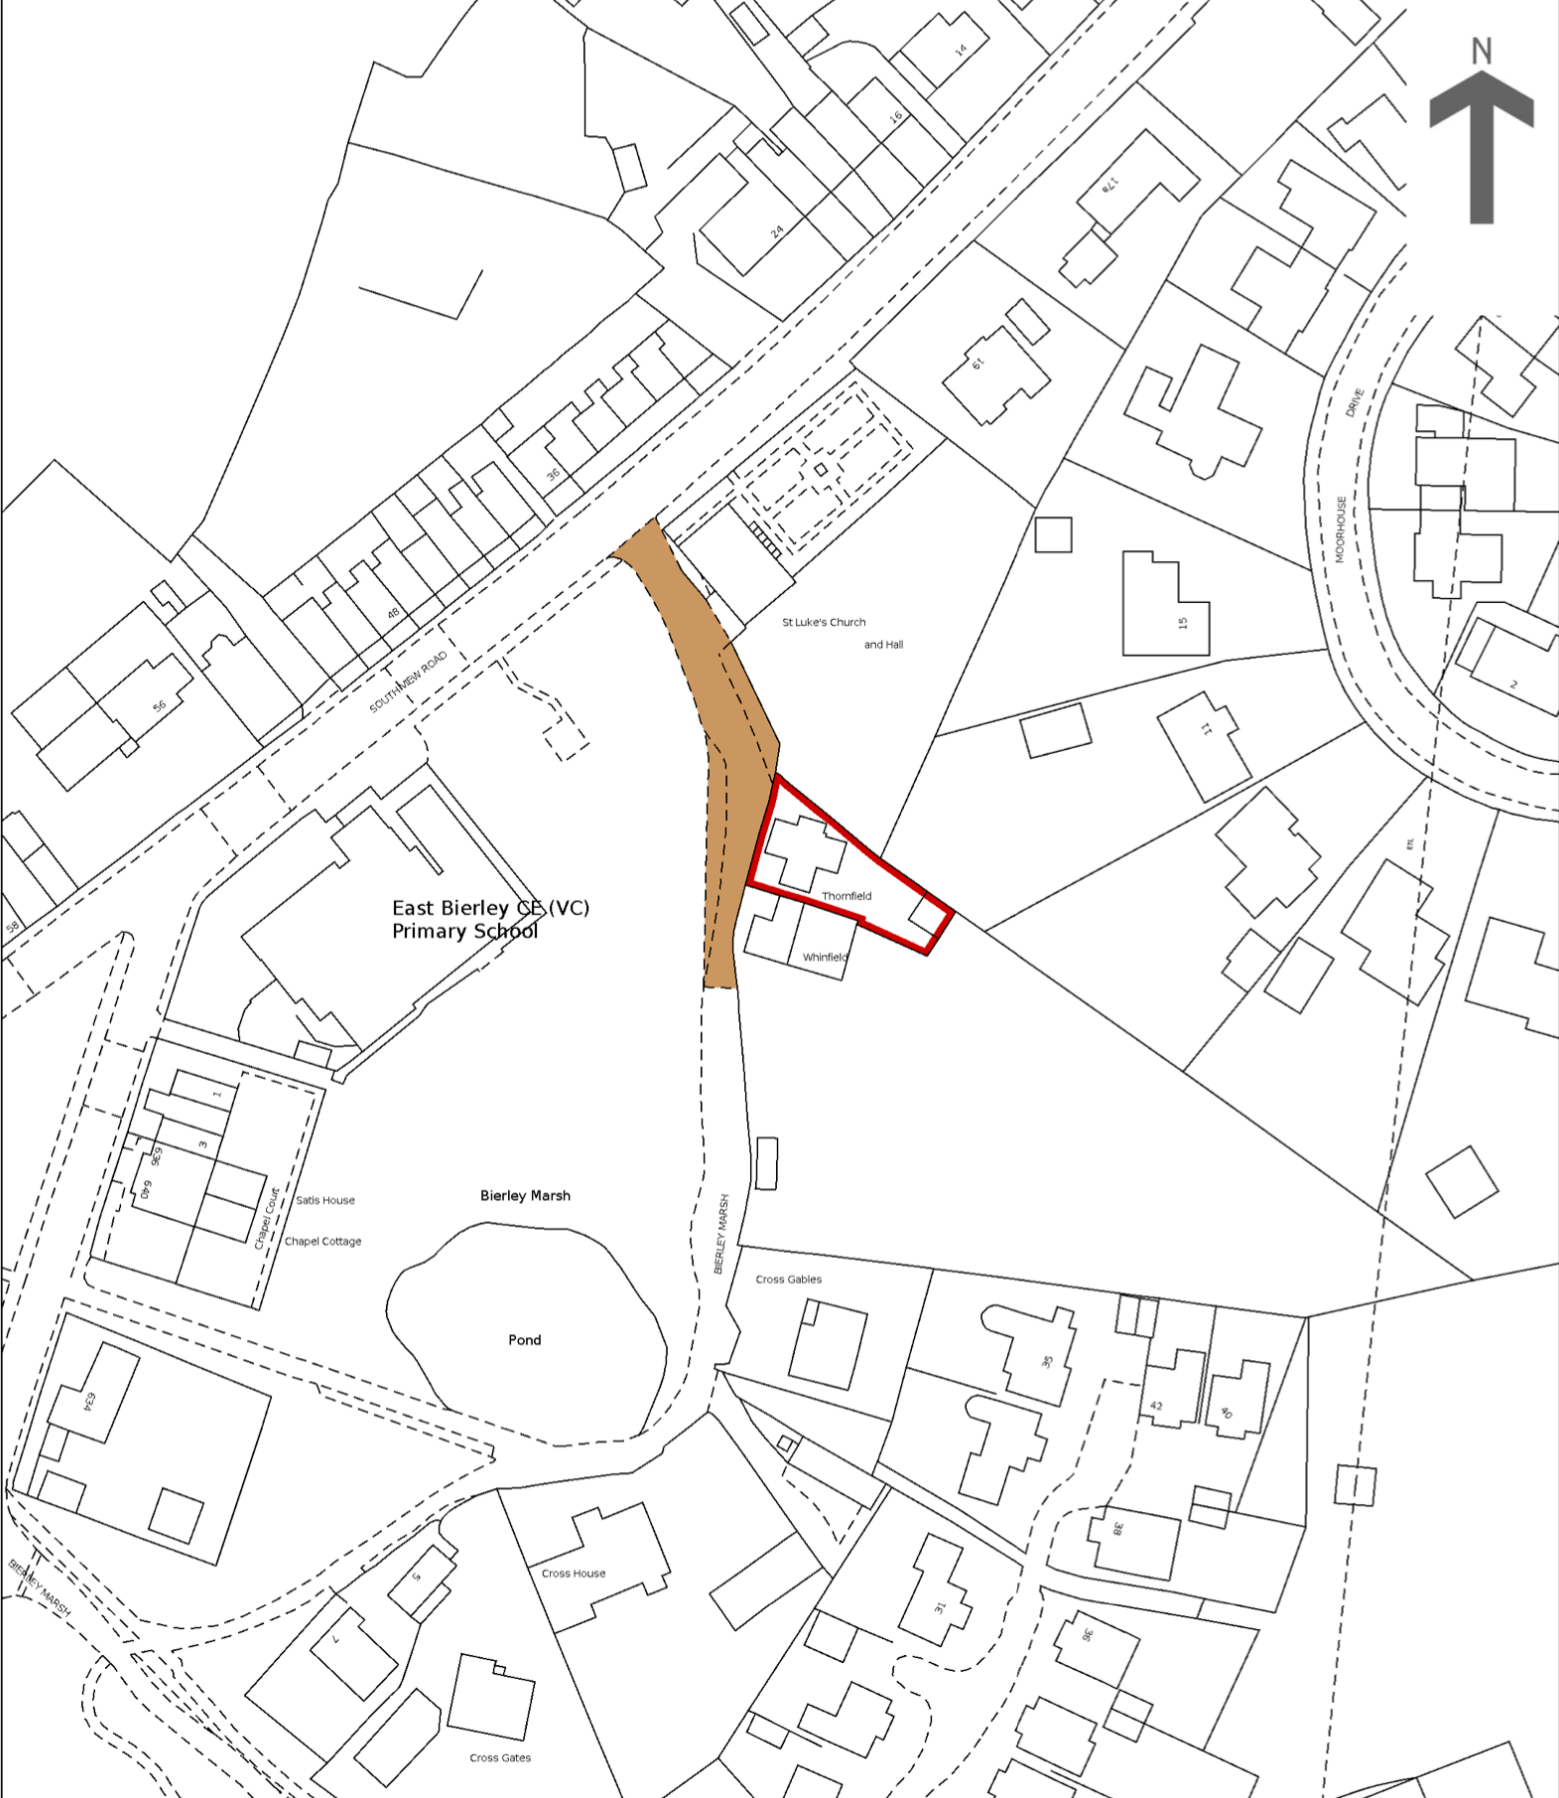 N
14
16
17a
24
19
DRIVE
36
MOORHOUSE
48
St Luke's Church
15
and Hall
SOUTHVIEW ROAD
2
56
11
ETL
Thornfield
East Bierley CE (VC)
Primary School
58
Whinfield
1
3
636
640
Bierley Marsh
Satis House
Chapel Court
BIERLEY MARSH
Chapel Cottage
Cross Gables
Pond
35
634
42
40
38
BIERLEY MARSH
Cross House
5
31
7
36
Cross Gates